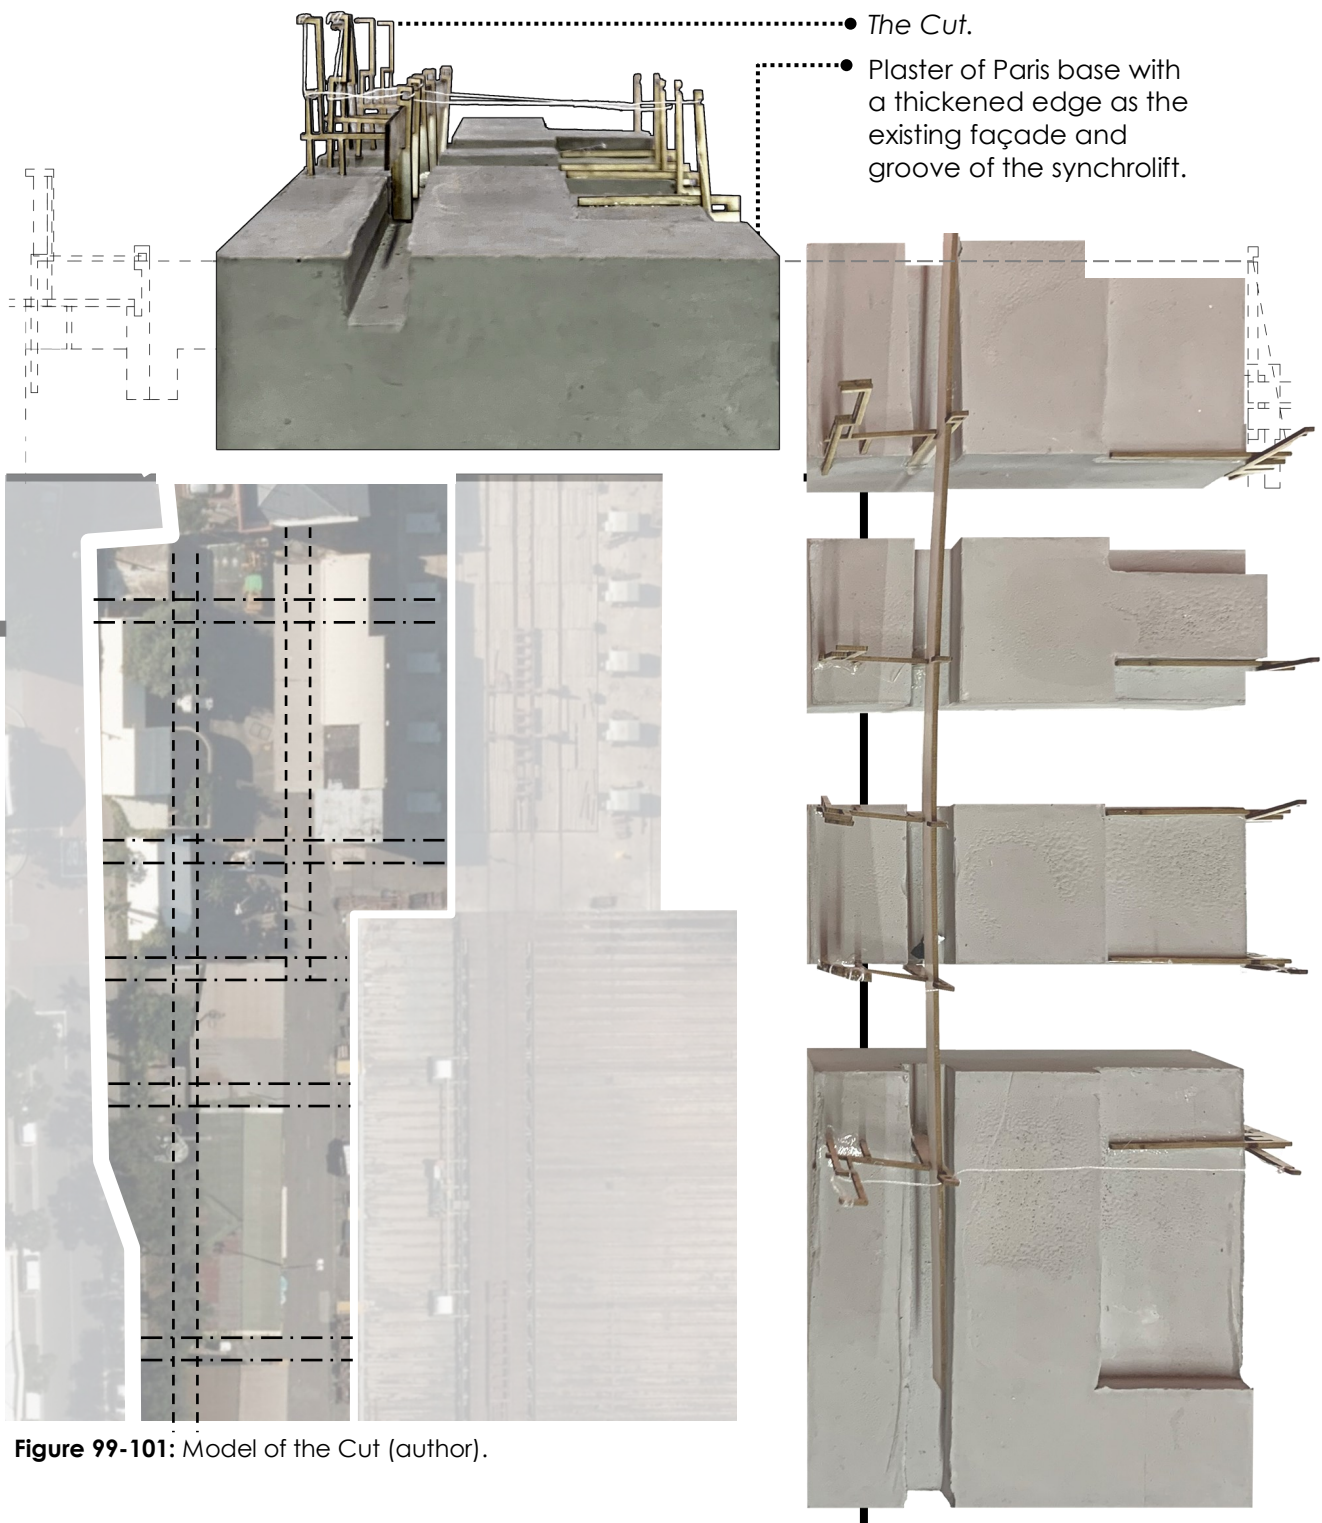 The Cut.
Plaster of Paris base with
a thickened edge as the
existing façade and
groove of the synchrolift.
Figure 99-101: Model of the Cut (author).